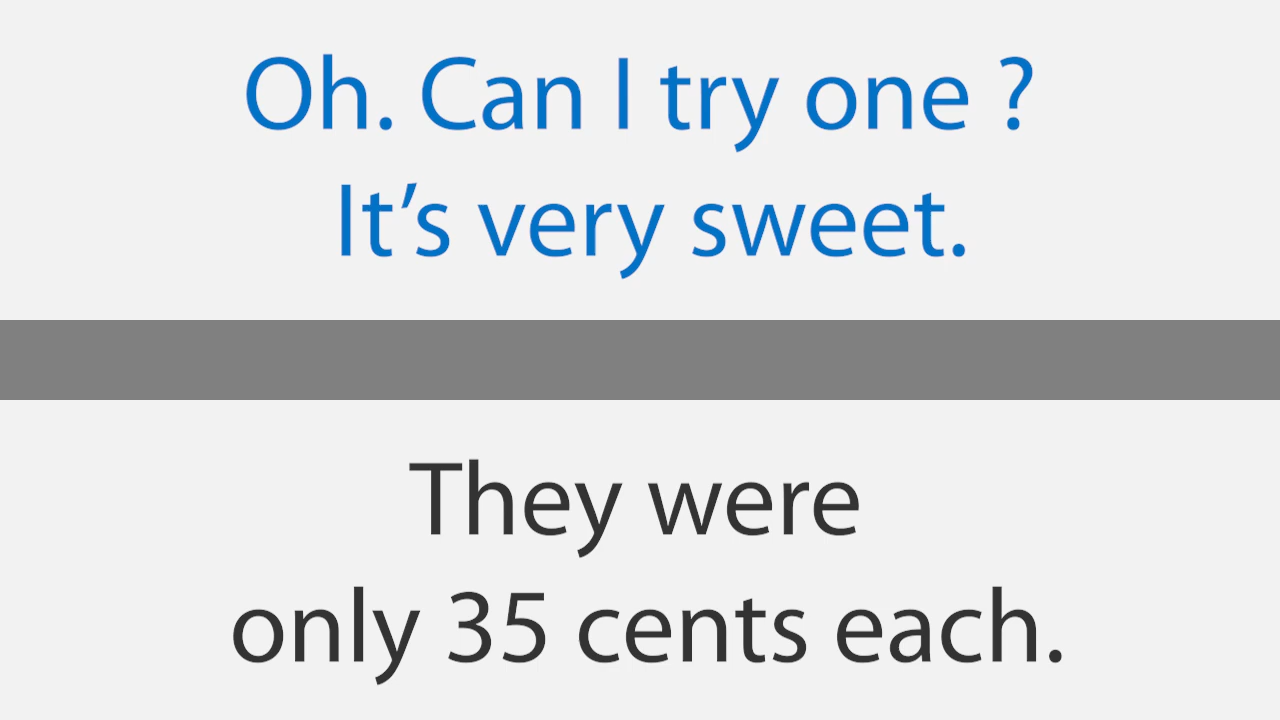 Oh. Can I try one ?
It’s very sweet.
They were
only 35 cents each.